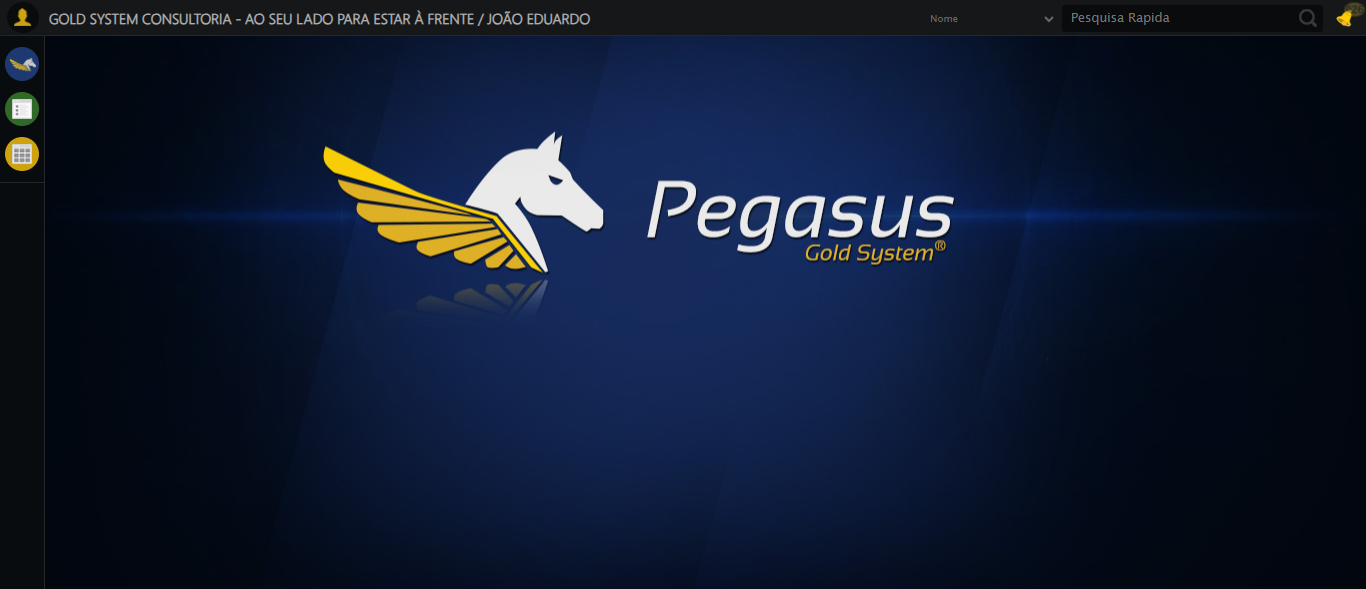 GOLD SYSTEM CONSULTORIA - AO SEU LADO PARA ESTAR À FRENTE / JOÃO EDUARDO
Nome
Pesquisa Rapida
Pegasus
Gold System®